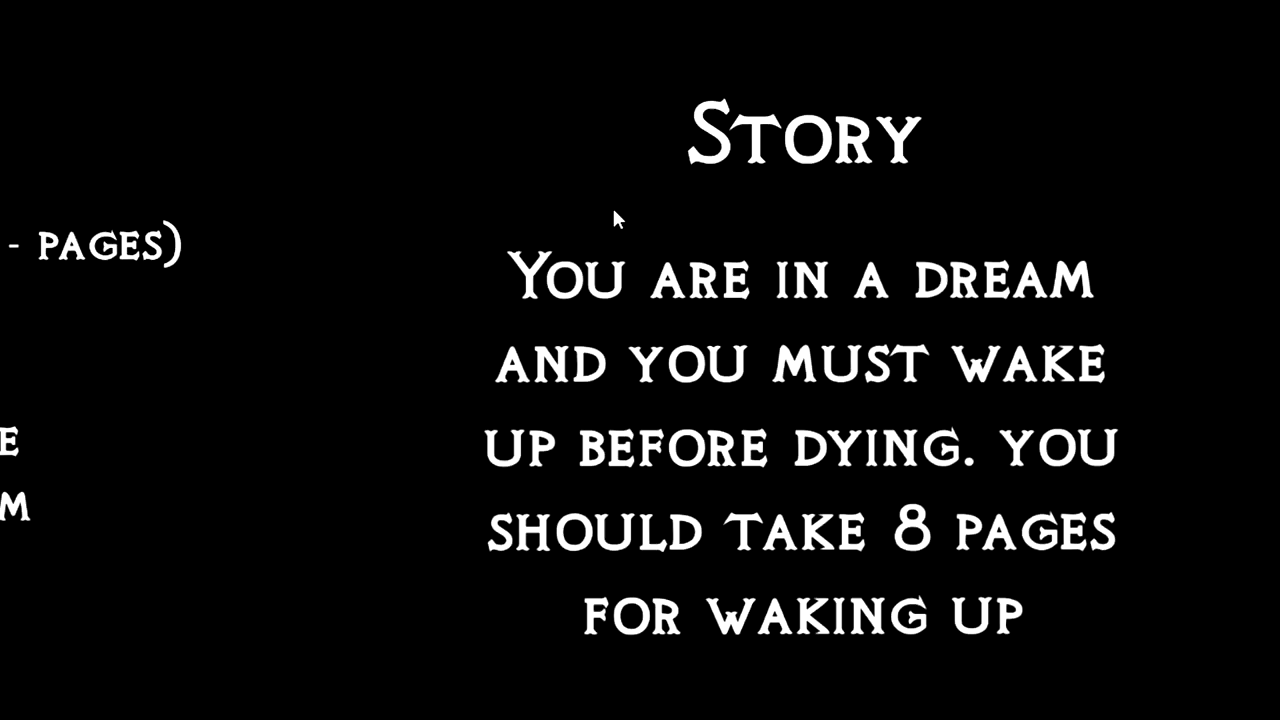 Story
- pages)
You are in a dream
and you must wake
up before dying. you
should take 8 pages
for waking up
E
M